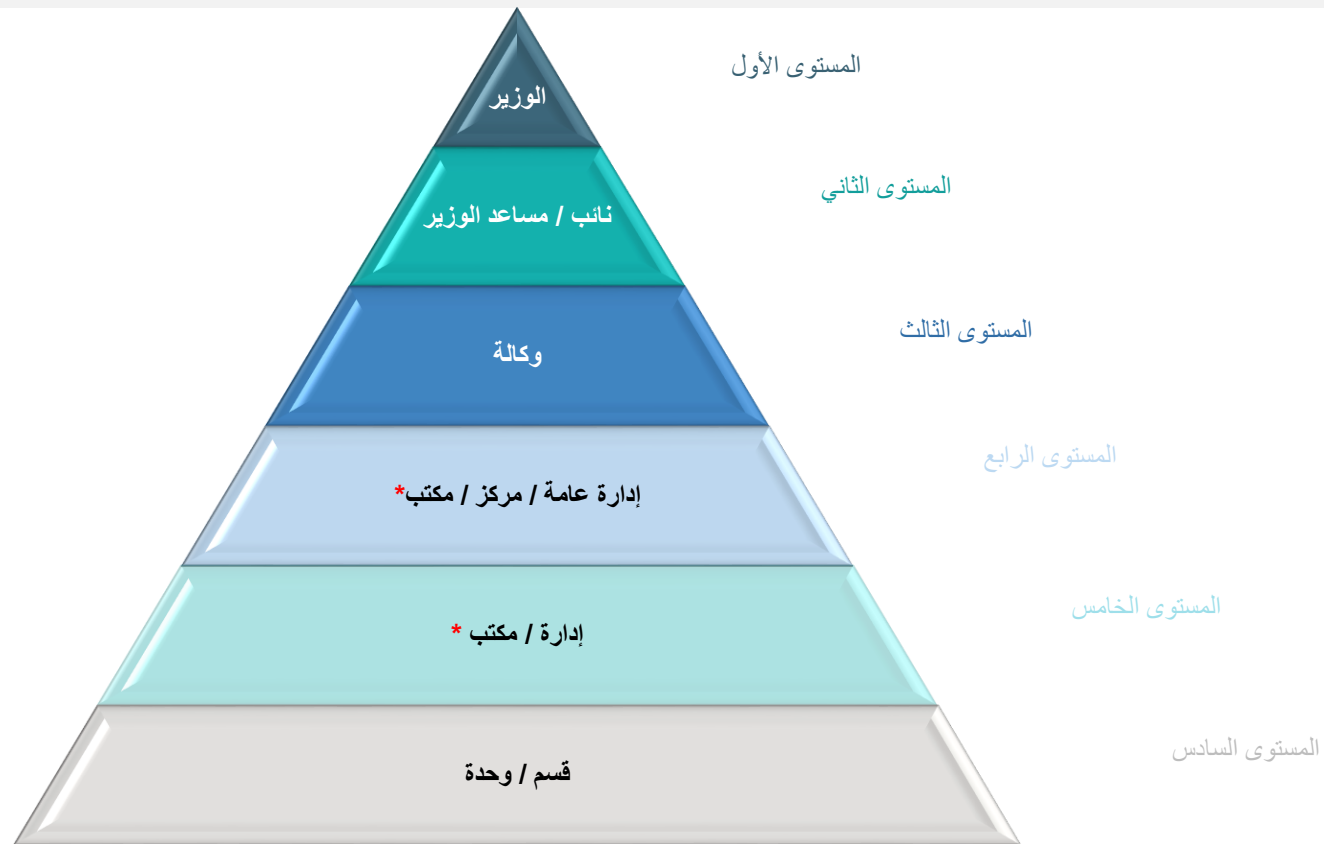 المستوى الأول
الوزير
المستوى الثاني
نائب / مساعد الوزير
المستوى الثالث
وكالة
المستوى الرابع
إدارة عامة / مركز / مكتب*
المستوى الخامس
إدارة / مكتب *
المستوى السادس
قسم / وحدة